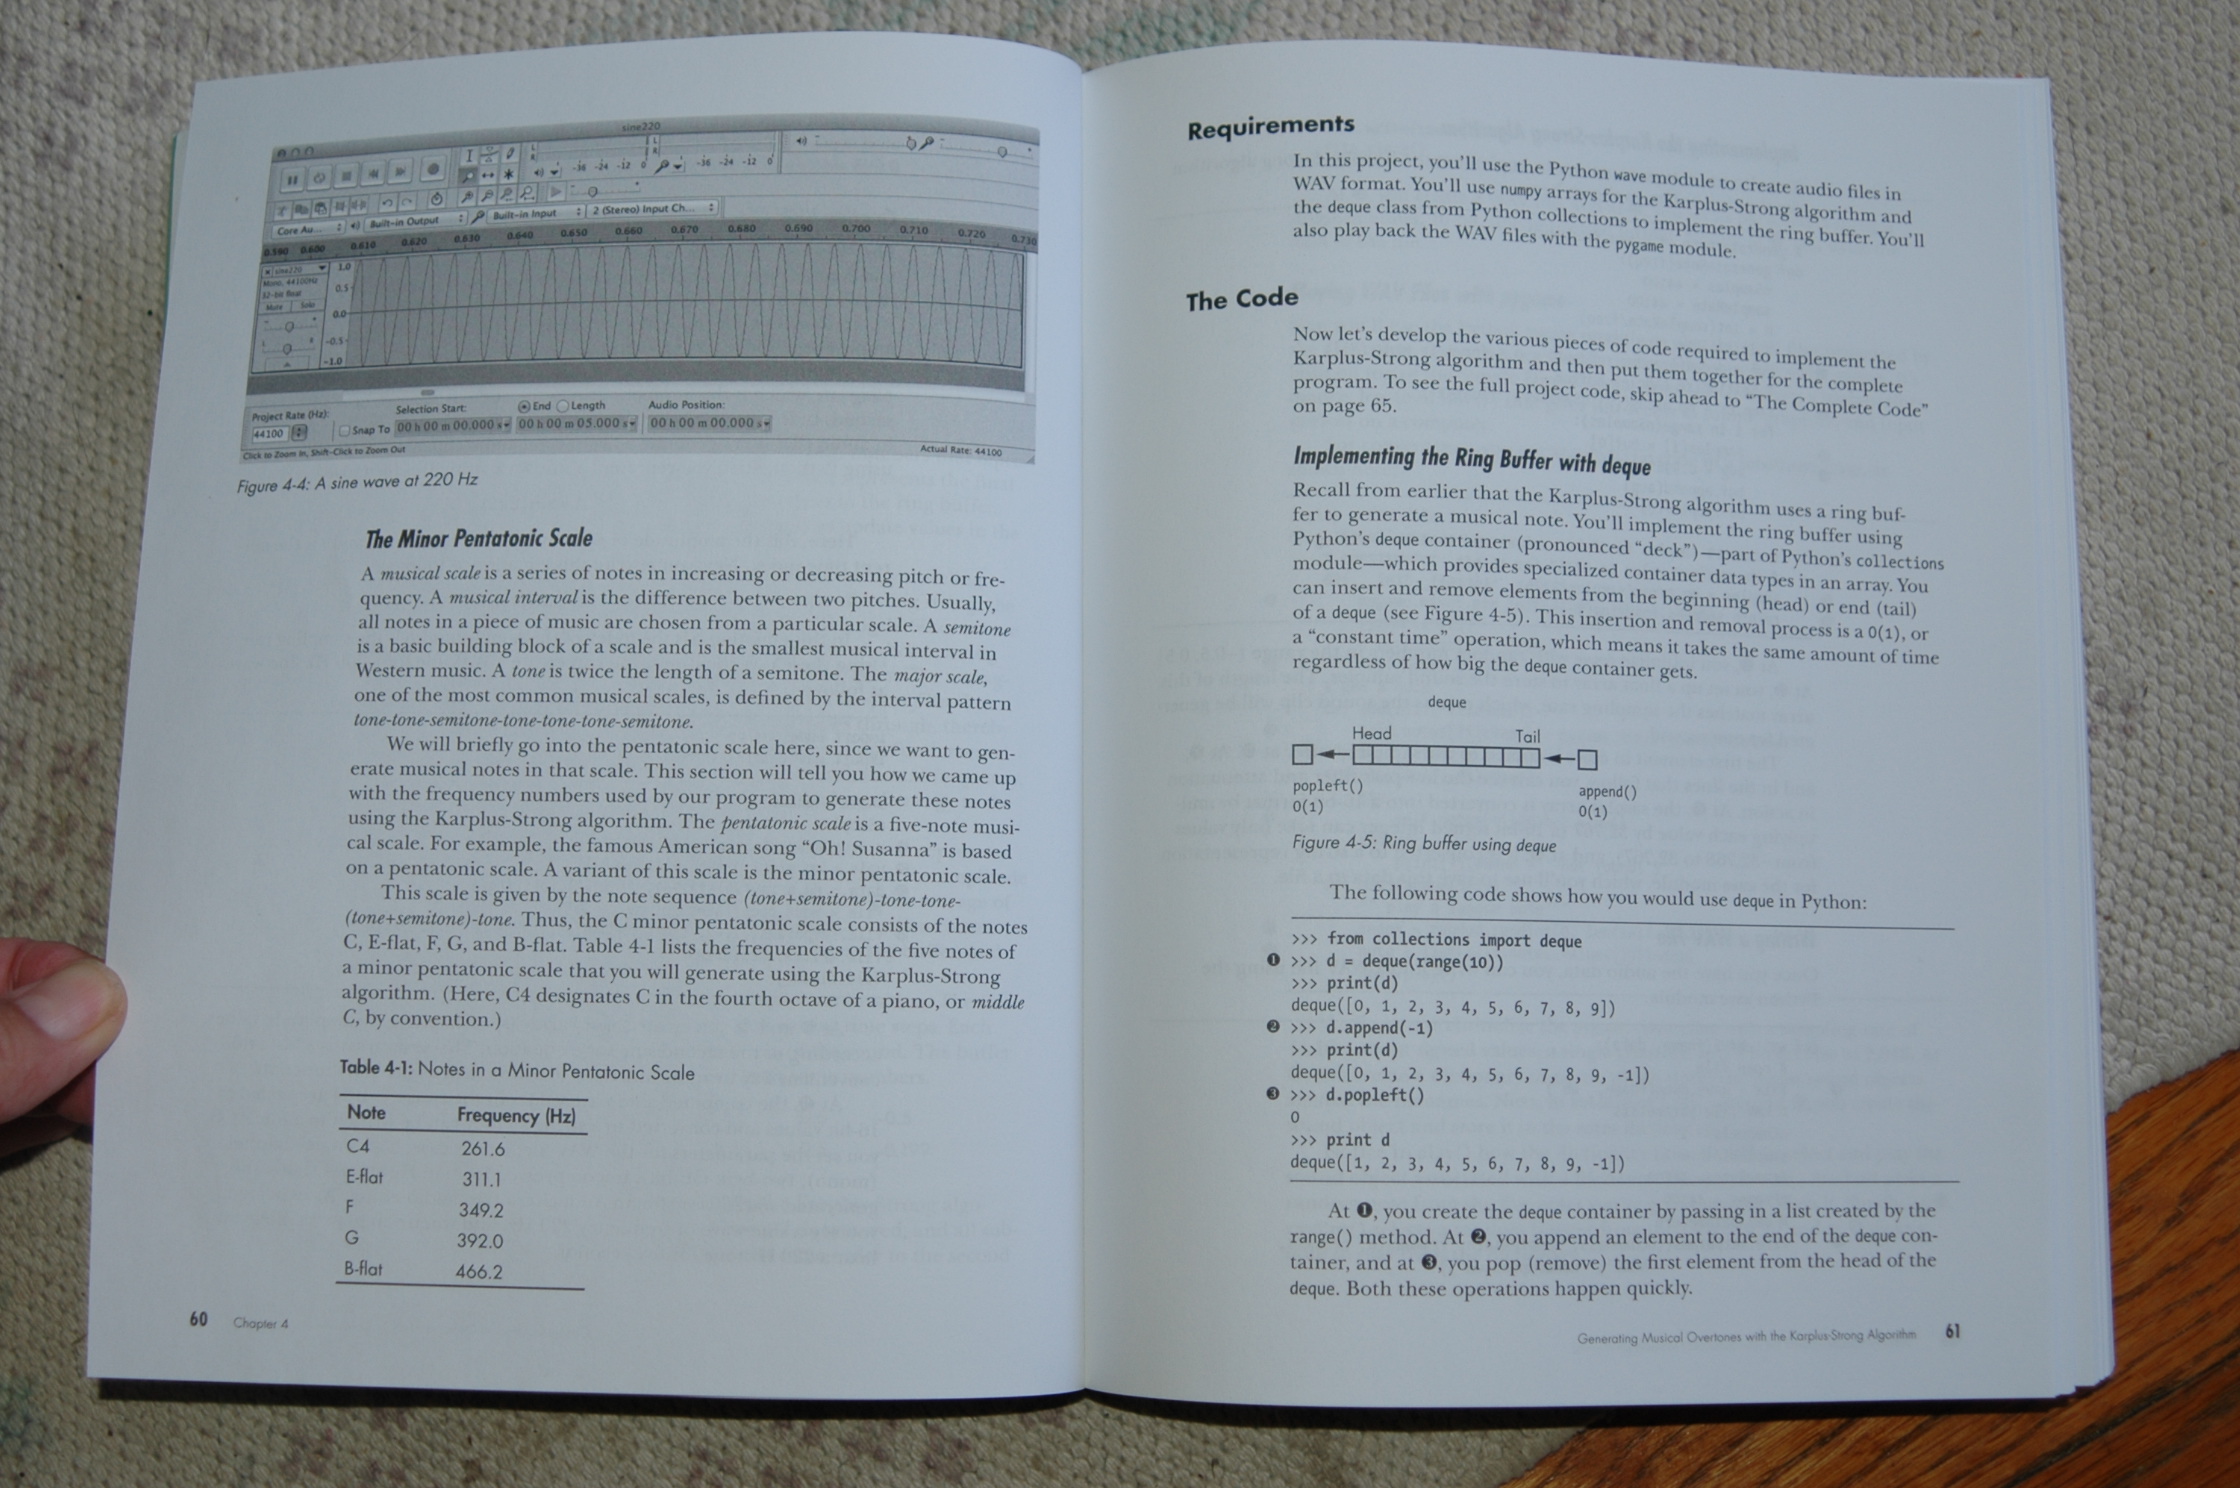 sine220
-36 -24 -12 0
-36 -24 -12 0
Core Au...
Built-in Output
Built-in Input
2 (Stereo) Input Ch...
0.590 0.600 0.610 0.620 0.630 0.640 0.650 0.660 0.670 0.680 0.690 0.700 0.710 0.720 0.730
sine220
Mono, 44100Hz
32-bit float
Mute Solo
1.0
0.5
0.0
-0.5
-1.0
Project Rate (Hz):
Selection Start:
End Length
Audio Position:
44100
Snap To
00 h 00 m 00.000 s
00 h 00 m 05.000 s
00 h 00 m 00.000 s
Click to Zoom In, Shift-Click to Zoom Out
Actual Rate: 44100
Figure 4-4: A sine wave at 220 Hz
The Minor Pentatonic Scale
A musical scale is a series of notes in increasing or decreasing pitch or fre-
quency. A musical interval is the difference between two pitches. Usually,
all notes in a piece of music are chosen from a particular scale. A semitone
is a basic building block of a scale and is the smallest musical interval in
Western music. A tone is twice the length of a semitone. The major scale,
one of the most common musical scales, is defined by the interval pattern
tone-tone-semitone-tone-tone-tone-semitone.
We will briefly go into the pentatonic scale here, since we want to gen-
erate musical notes in that scale. This section will tell you how we came up
with the frequency numbers used by our program to generate these notes
using the Karplus-Strong algorithm. The pentatonic scale is a five-note musi-
cal scale. For example, the famous American song “Oh! Susanna” is based
on a pentatonic scale. A variant of this scale is the minor pentatonic scale.
This scale is given by the note sequence (tone+semitone)-tone-tone-
(tone+semitone)-tone. Thus, the C minor pentatonic scale consists of the notes
C, E-flat, F, G, and B-flat. Table 4-1 lists the frequencies of the five notes of
a minor pentatonic scale that you will generate using the Karplus-Strong
algorithm. (Here, C4 designates C in the fourth octave of a piano, or middle
C, by convention.)
Table 4-1: Notes in a Minor Pentatonic Scale
Note Frequency (Hz)
C4 261.6
E-flat 311.1
F 349.2
G 392.0
B-flat 466.2
60 Chapter 4
Requirements
In this project, you’ll use the Python wave module to create audio files in
WAV format. You’ll use numpy arrays for the Karplus-Strong algorithm and
the deque class from Python collections to implement the ring buffer. You’ll
also play back the WAV files with the pygame module.
The Code
Now let’s develop the various pieces of code required to implement the
Karplus-Strong algorithm and then put them together for the complete
program. To see the full project code, skip ahead to “The Complete Code”
on page 65.
Implementing the Ring Buffer with deque
Recall from earlier that the Karplus-Strong algorithm uses a ring buf-
fer to generate a musical note. You’ll implement the ring buffer using
Python’s deque container (pronounced “deck”)—part of Python’s collections
module—which provides specialized container data types in an array. You
can insert and remove elements from the beginning (head) or end (tail)
of a deque (see Figure 4-5). This insertion and removal process is a O(1), or
a “constant time” operation, which means it takes the same amount of time
regardless of how big the deque container gets.
deque
Head Tail
popleft() append()
O(1) O(1)
Figure 4-5: Ring buffer using deque
The following code shows how you would use deque in Python:
>>> from collections import deque
❶ >>> d = deque(range(10))
>>> print(d)
deque([0, 1, 2, 3, 4, 5, 6, 7, 8, 9])
❷ >>> d.append(-1)
>>> print(d)
deque([0, 1, 2, 3, 4, 5, 6, 7, 8, 9, -1])
❸ >>> d.popleft()
0
>>> print d
deque([1, 2, 3, 4, 5, 6, 7, 8, 9, -1])
At ❶, you create the deque container by passing in a list created by the
range() method. At ❷, you append an element to the end of the deque con-
tainer, and at ❸, you pop (remove) the first element from the head of the
deque. Both these operations happen quickly.
Generating Musical Overtones with the Karplus-Strong Algorithm 61